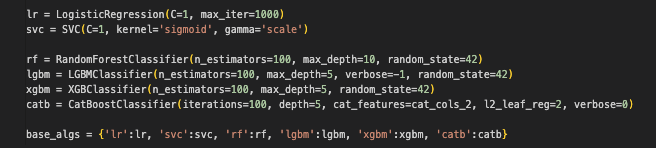 lr = LogisticRegression(C=1, max_iter=1000)
svc = SVC(C=1, kernel='sigmoid', gamma='scale')
rf = RandomForestClassifier(n_estimators=100, max_depth=10, random_state=42)
lgbm = LGBMClassifier(n_estimators=100, max_depth=5, verbose=-1, random_state=42)
xgbm = XGBClassifier(n_estimators=100, max_depth=5, random_state=42)
catb = CatBoostClassifier(iterations=100, depth=5, cat_features=cat_cols_2, l2_leaf_reg=2, verbose=0)
base_algs = {'lr':lr, 'svc':svc, 'rf':rf, 'lgbm':lgbm, 'xgbm':xgbm, 'catb':catb}